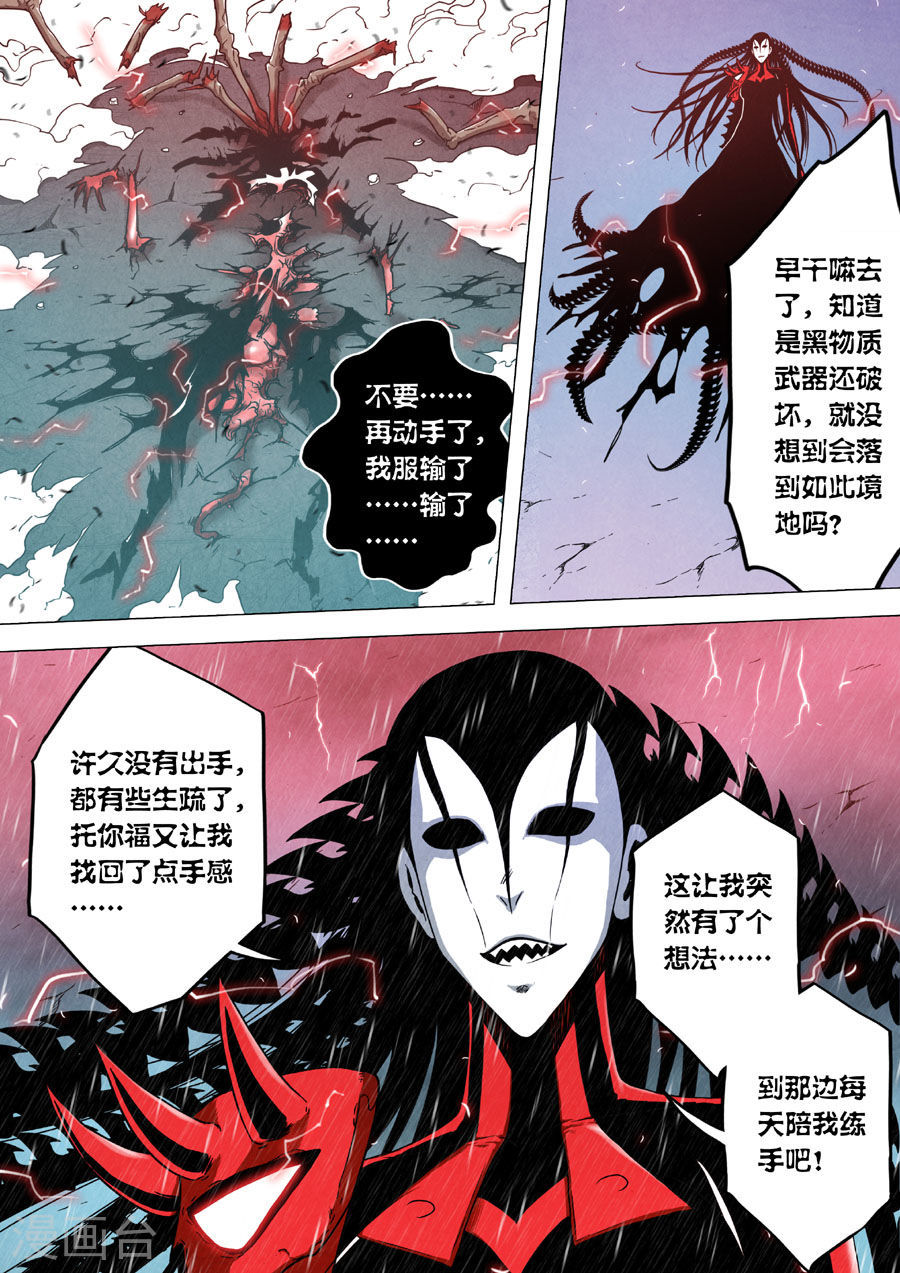 不要……
再动手了，
我服输了
……输了
……
早干嘛去
了，知道
是黑物质
武器还破
坏，就没
想到会落
到如此境
地吗？
许久没有出手，
都有些生疏了，
托你福又让我
找回了点手感
……
这让我突
然有了个
想法……
到那边每
天陪我练
手吧！
漫画台